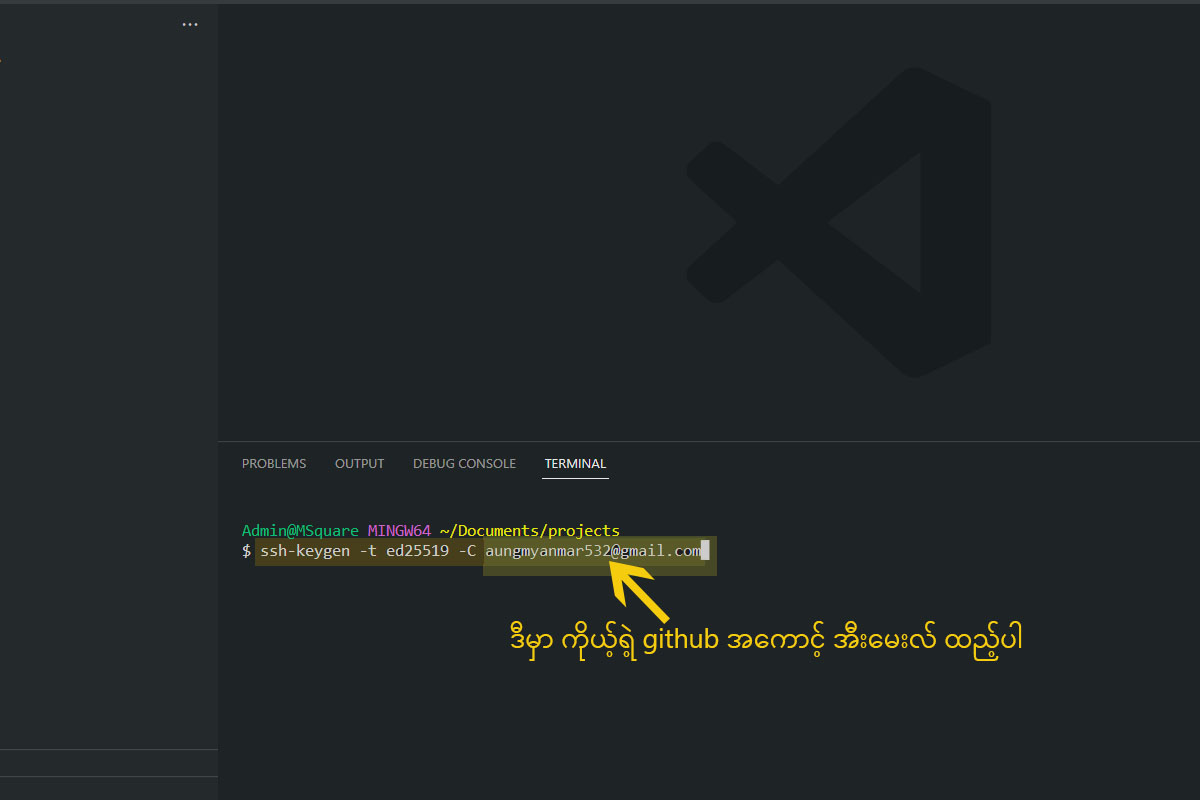 ...
PROBLEMS OUTPUT DEBUG CONSOLE TERMINAL
Admin@MSquare MINGW64 ~/Documents/projects
$ ssh-keygen -t ed25519 -C aungmyanmar532@gmail.com
ဒီမှာ ကိုယ့်ရဲ့ github အကောင့် အီးမေးလ် ထည့်ပါ